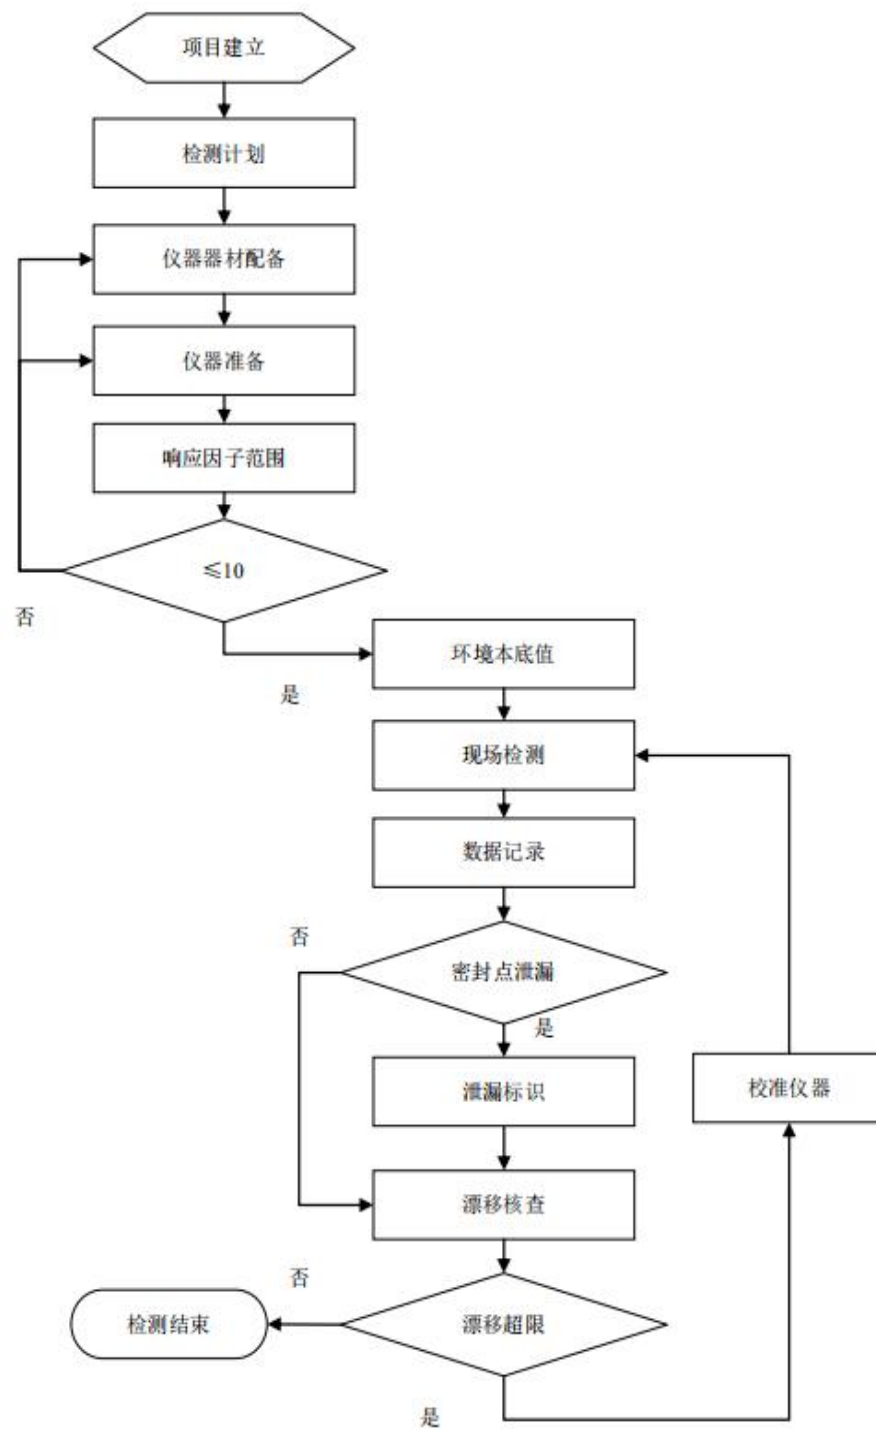 项目建立
检测计划
仪器器材配备
仪器准备
响应因子范围
≤10
否
环境本底值
是
现场检测
数据记录
否
密封点泄漏
是
泄漏标识
校准仪器
漂移核查
否
检测结束
漂移超限
是